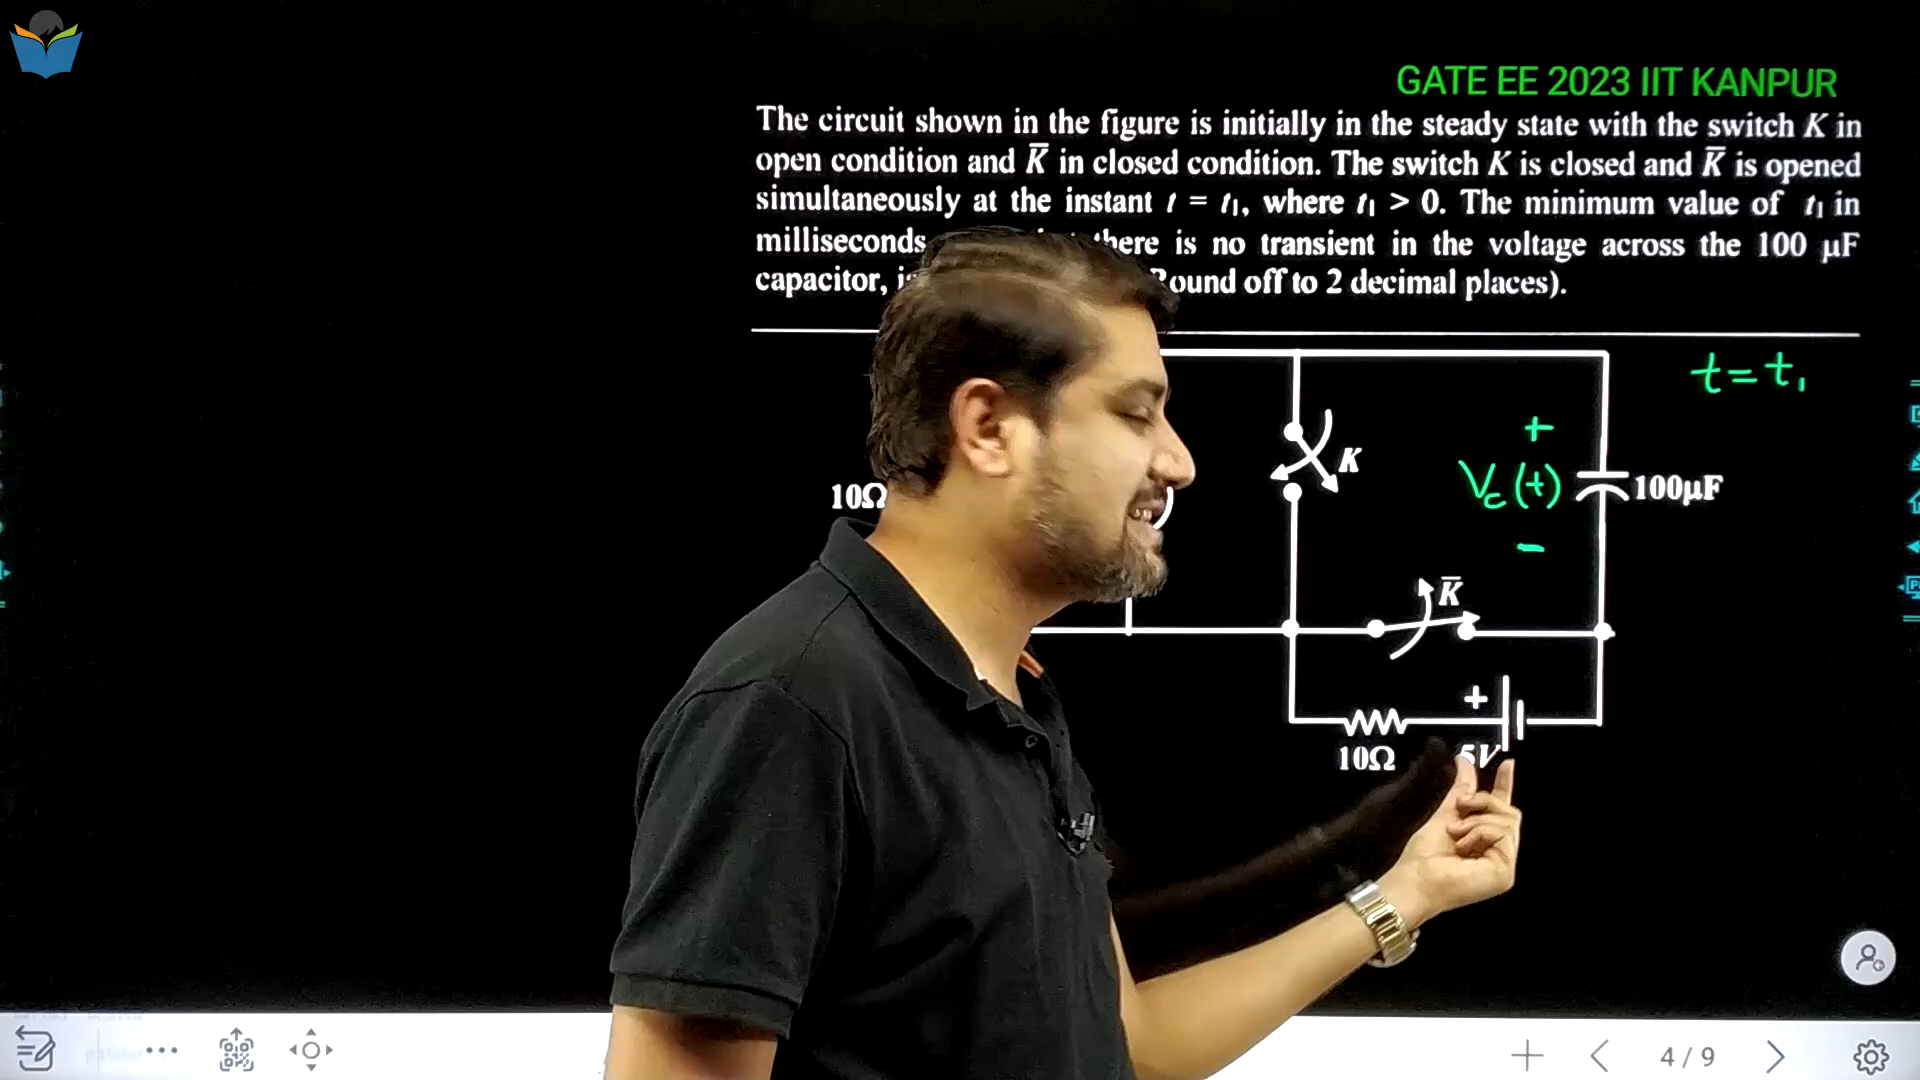 GATE EE 2023 IIT KANPUR
The circuit shown in the figure is initially in the steady state with the switch K in
open condition and K̅ in closed condition. The switch K is closed and K̅ is opened
simultaneously at the instant t = t₁, where t₁ > 0. The minimum value of t₁ in
milliseconds there is no transient in the voltage across the 100 μF
capacitor, ound off to 2 decimal places).
t = t₁
+
K
10Ω
Vc(t)
100μF
-
K̅
+
10Ω
5V
4 / 9